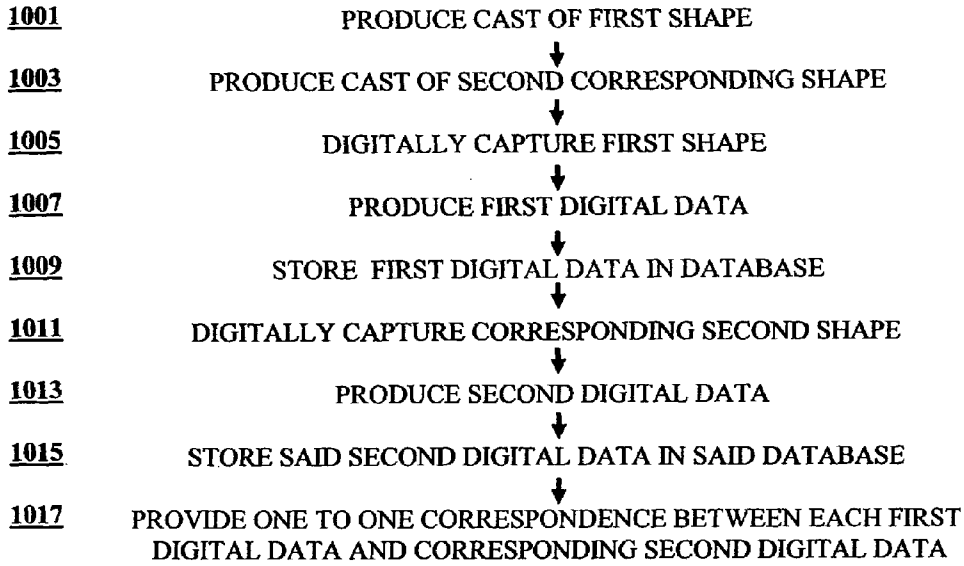 1001 PRODUCE CAST OF FIRST SHAPE
1003 PRODUCE CAST OF SECOND CORRESPONDING SHAPE
1005 DIGITALLY CAPTURE FIRST SHAPE
1007 PRODUCE FIRST DIGITAL DATA
1009 STORE FIRST DIGITAL DATA IN DATABASE
1011 DIGITALLY CAPTURE CORRESPONDING SECOND SHAPE
1013 PRODUCE SECOND DIGITAL DATA
1015 STORE SAID SECOND DIGITAL DATA IN SAID DATABASE
1017 PROVIDE ONE TO ONE CORRESPONDENCE BETWEEN EACH FIRST
DIGITAL DATA AND CORRESPONDING SECOND DIGITAL DATA